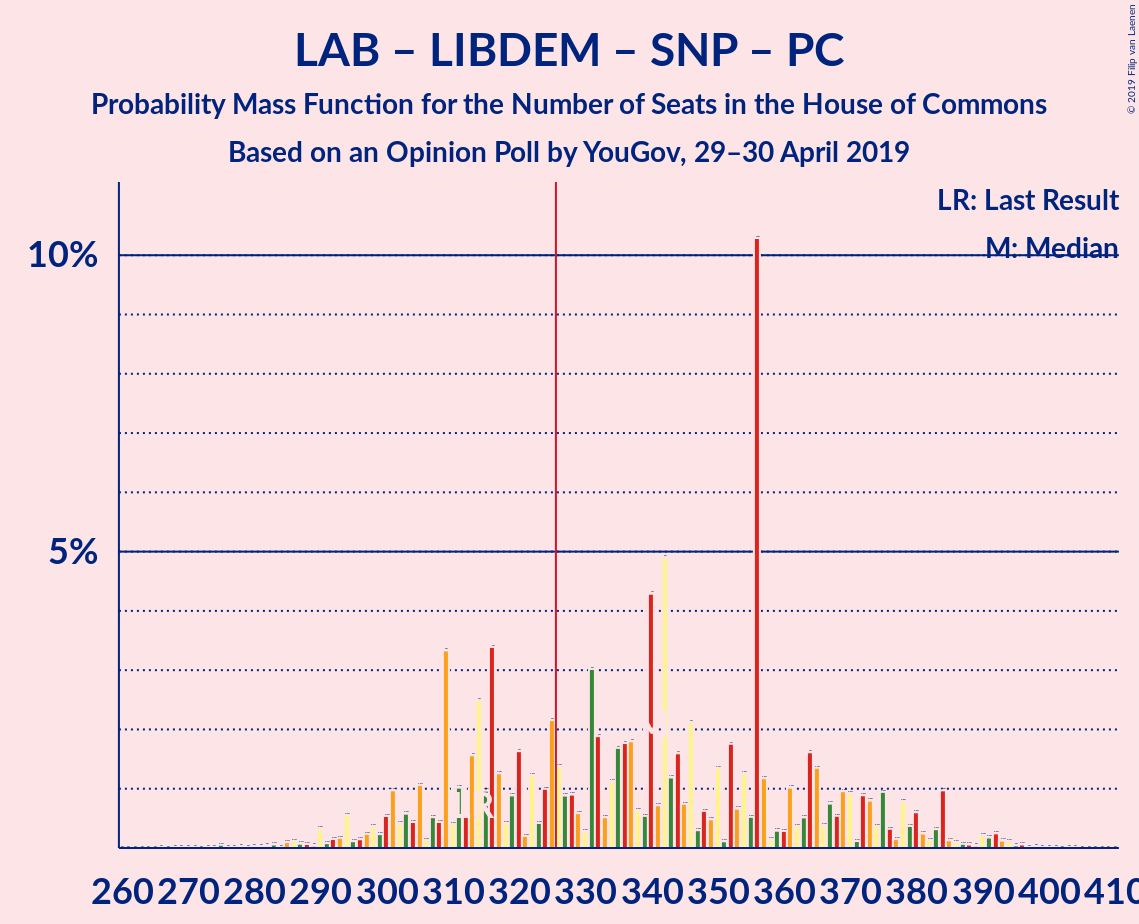 LAB – LIBDEM – SNP – PC
Probability Mass Function for the Number of Seats in the House of Commons
Based on an Opinion Poll by YouGov, 29–30 April 2019
© 2019 Filip van Laenen
LR: Last Result
M: Median
10%
5%
260 270 280 290 300 310 320 330 340 350 360 370 380 390 400 410